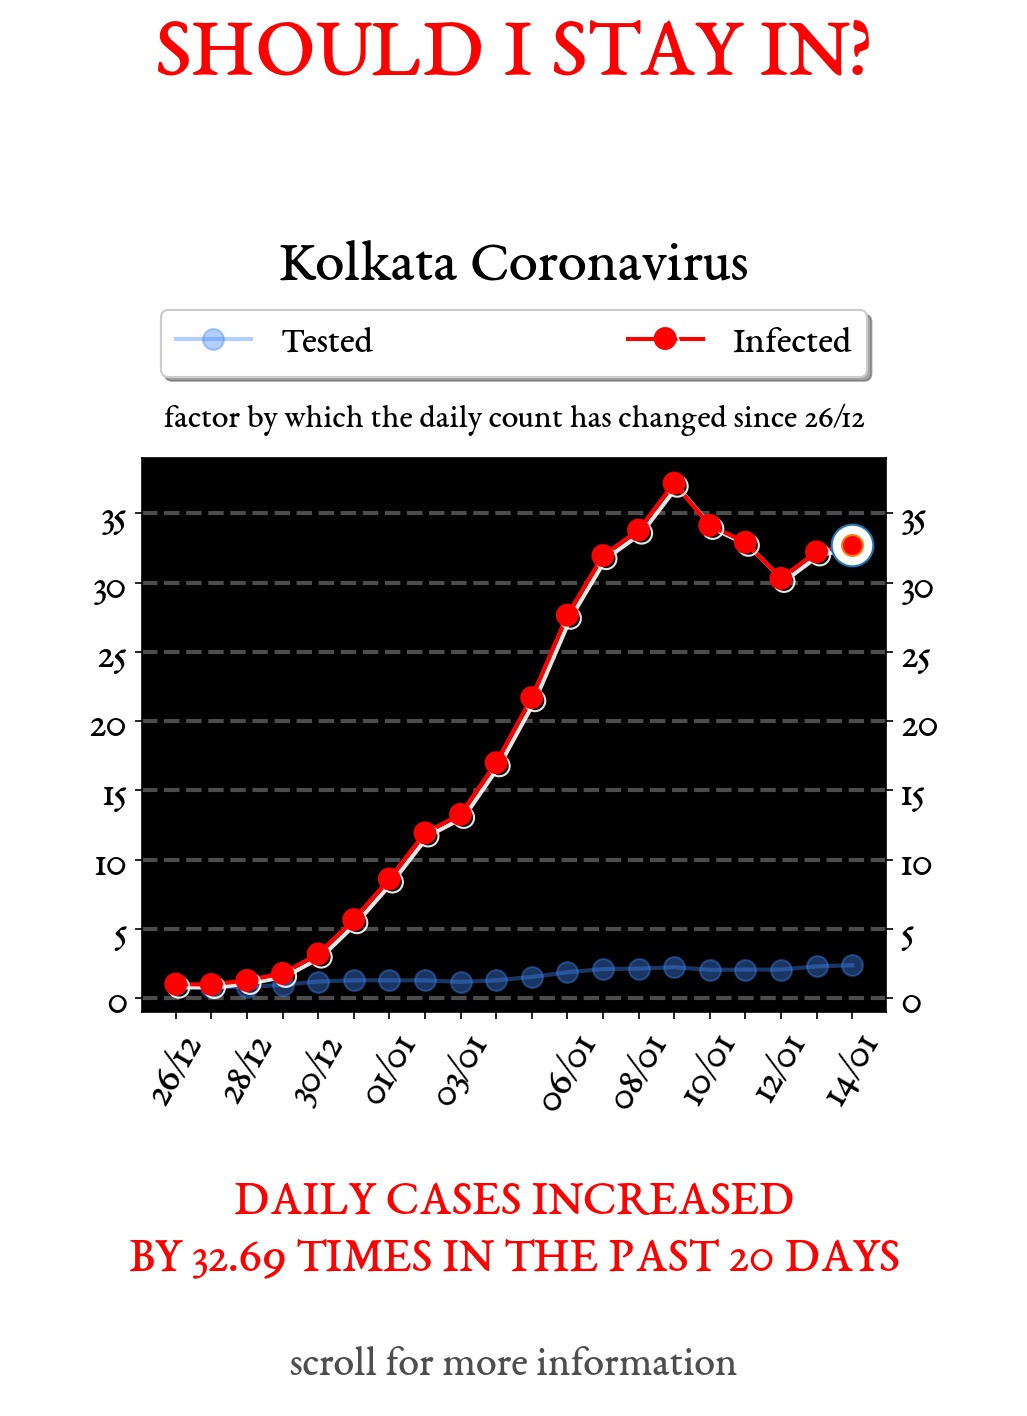 SHOULD I STAY IN?
Kolkata Coronavirus
Tested Infected
factor by which the daily count has changed since 26/12
35 35
30 30
25 25
20 20
15 15
10 10
5 5
0 0
26/12 28/12 30/12 01/01 03/01 06/01 08/01 10/01 12/01 14/01
DAILY CASES INCREASED
BY 32.69 TIMES IN THE PAST 20 DAYS
scroll for more information